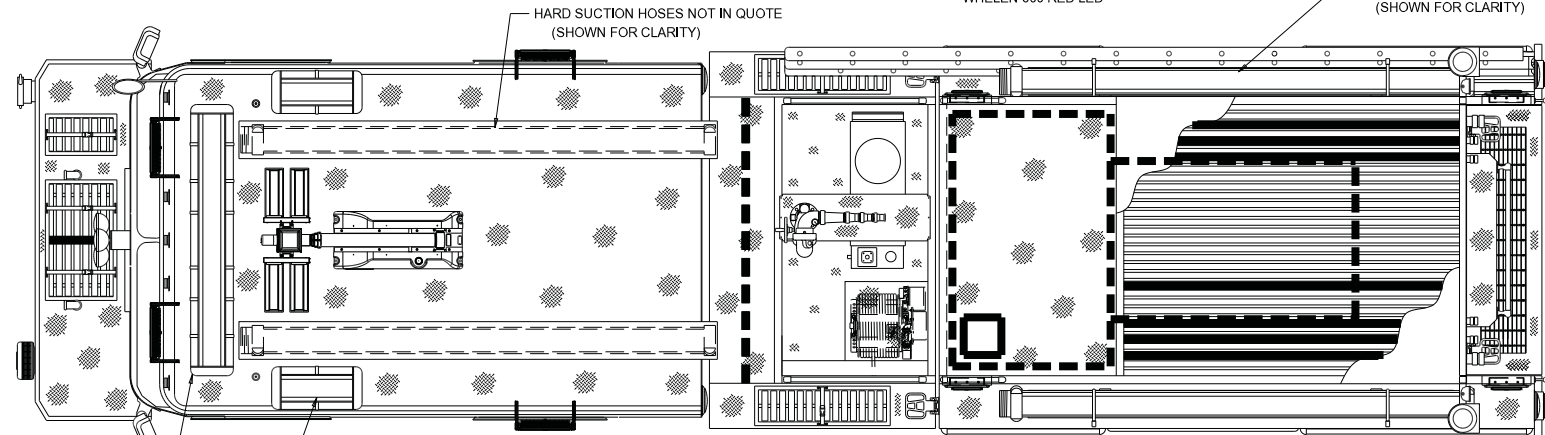 HARD SUCTION HOSES NOT IN QUOTE
(SHOWN FOR CLARITY)
(SHOWN FOR CLARITY)